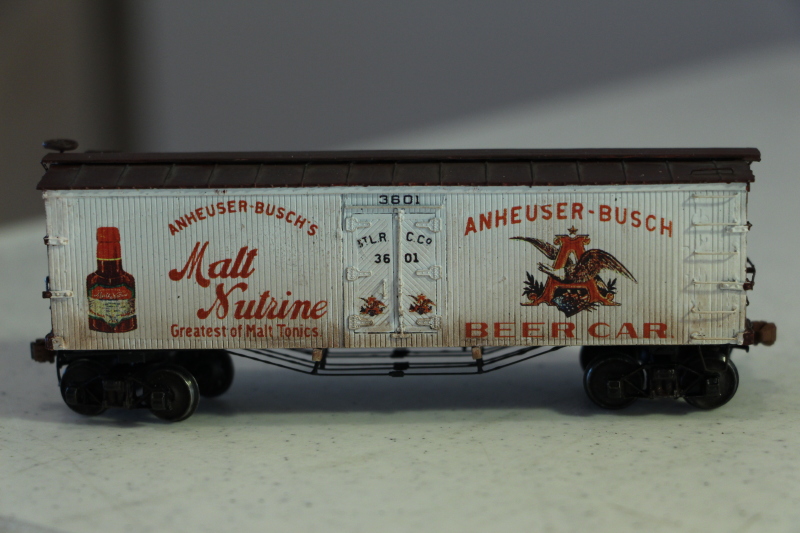 ANHEUSER-BUSCH'S
Malt
Nutrine
Greatest of Malt Tonics.
3601
ST L. R. C. Co
36 01
ANHEUSER-BUSCH
BEER CAR